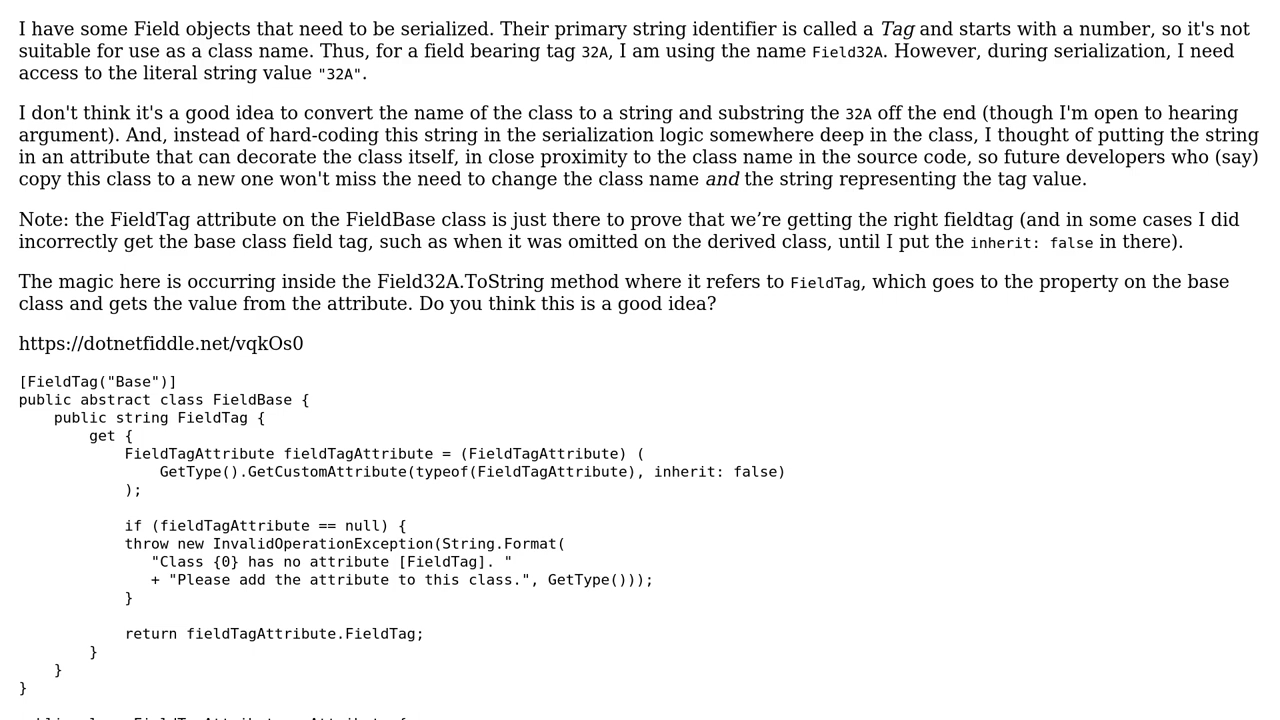 I have some Field objects that need to be serialized. Their primary string identifier is called a Tag and starts with a number, so it's not
suitable for use as a class name. Thus, for a field bearing tag 32A, I am using the name Field32A. However, during serialization, I need
access to the literal string value "32A".
I don't think it's a good idea to convert the name of the class to a string and substring the 32A off the end (though I'm open to hearing
argument). And, instead of hard-coding this string in the serialization logic somewhere deep in the class, I thought of putting the string
in an attribute that can decorate the class itself, in close proximity to the class name in the source code, so future developers who (say)
copy this class to a new one won't miss the need to change the class name and the string representing the tag value.
Note: the FieldTag attribute on the FieldBase class is just there to prove that we’re getting the right fieldtag (and in some cases I did
incorrectly get the base class field tag, such as when it was omitted on the derived class, until I put the inherit: false in there).
The magic here is occurring inside the Field32A.ToString method where it refers to FieldTag, which goes to the property on the base
class and gets the value from the attribute. Do you think this is a good idea?
https://dotnetfiddle.net/vqkOs0
[FieldTag("Base")]
public abstract class FieldBase {
    public string FieldTag {
        get {
            FieldTagAttribute fieldTagAttribute = (FieldTagAttribute) (
                GetType().GetCustomAttribute(typeof(FieldTagAttribute), inherit: false)
            );
            if (fieldTagAttribute == null) {
            throw new InvalidOperationException(String.Format(
               "Class {0} has no attribute [FieldTag]. "
               + "Please add the attribute to this class.", GetType()));
            }
            return fieldTagAttribute.FieldTag;
        }
    }
}